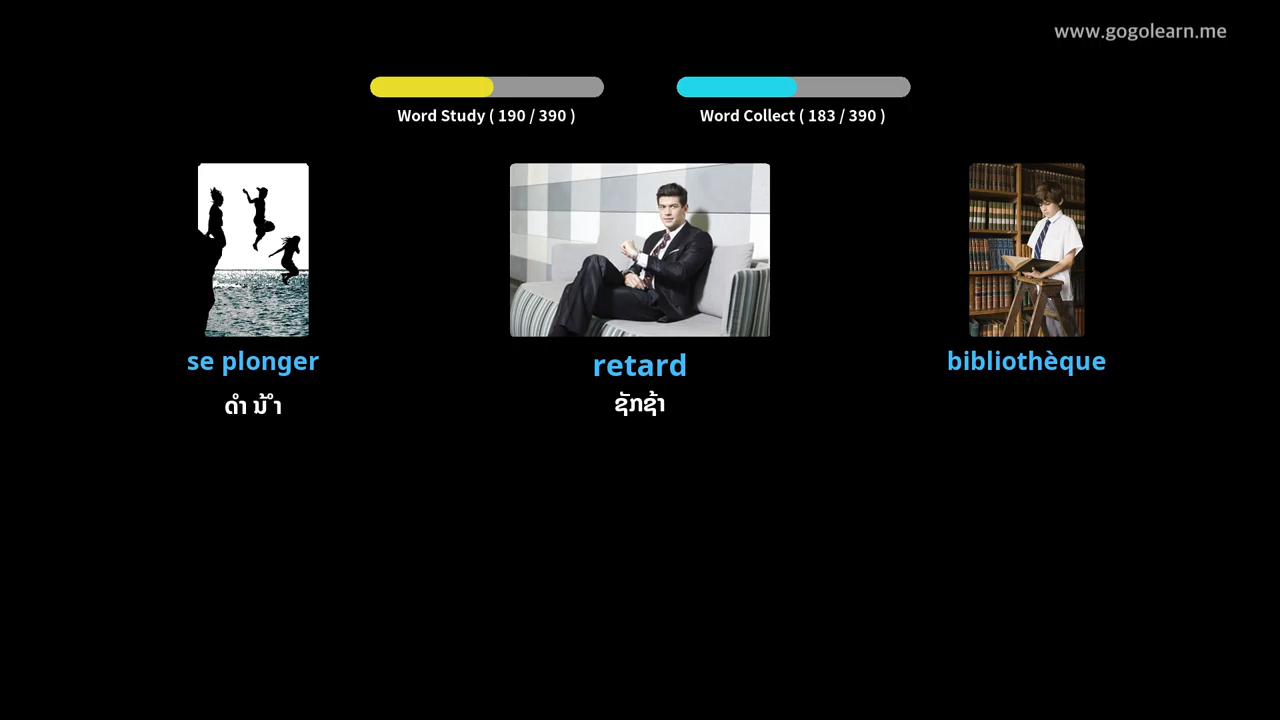 www.gogolearn.me
Word Study ( 190 / 390 )
Word Collect ( 183 / 390 )
se plonger
retard
bibliothèque
ດຳ ນ້ຳ
ຊັກຊ້າ